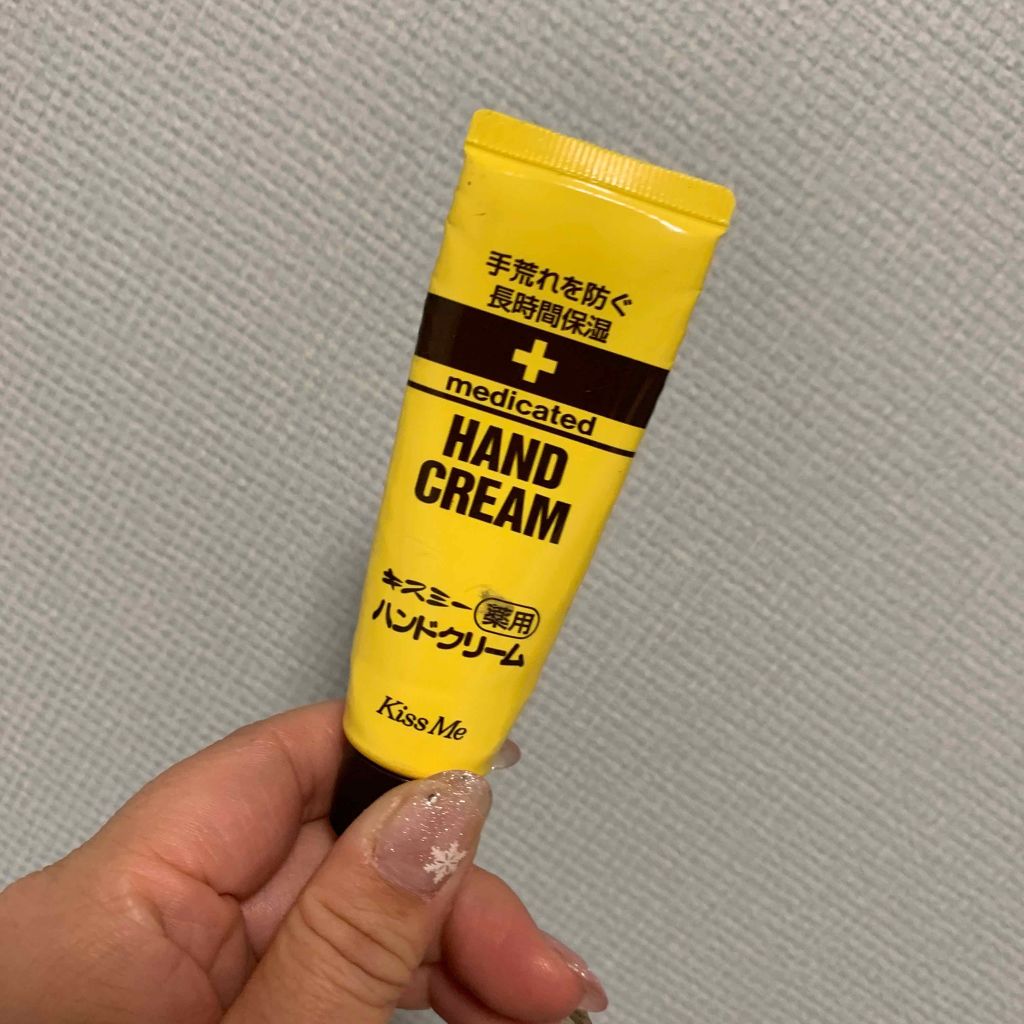 手荒れを防ぐ
長時間保湿
medicated
HAND
CREAM
キスミー薬用
ハンドクリーム
Kiss Me